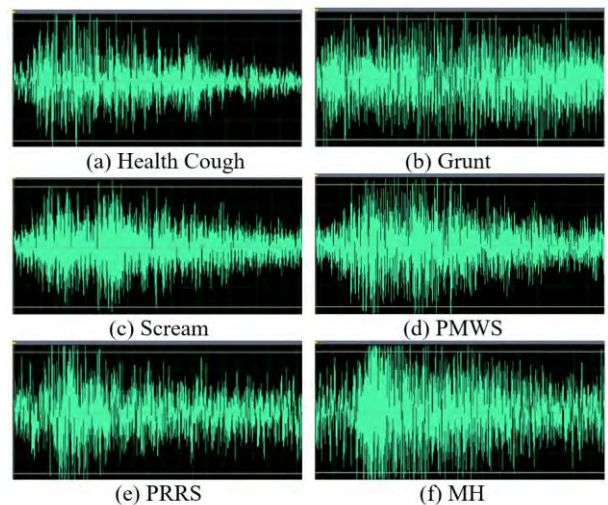 (a) Health Cough
(b) Grunt
(c) Scream
(d) PMWS
(e) PRRS
(f) MH